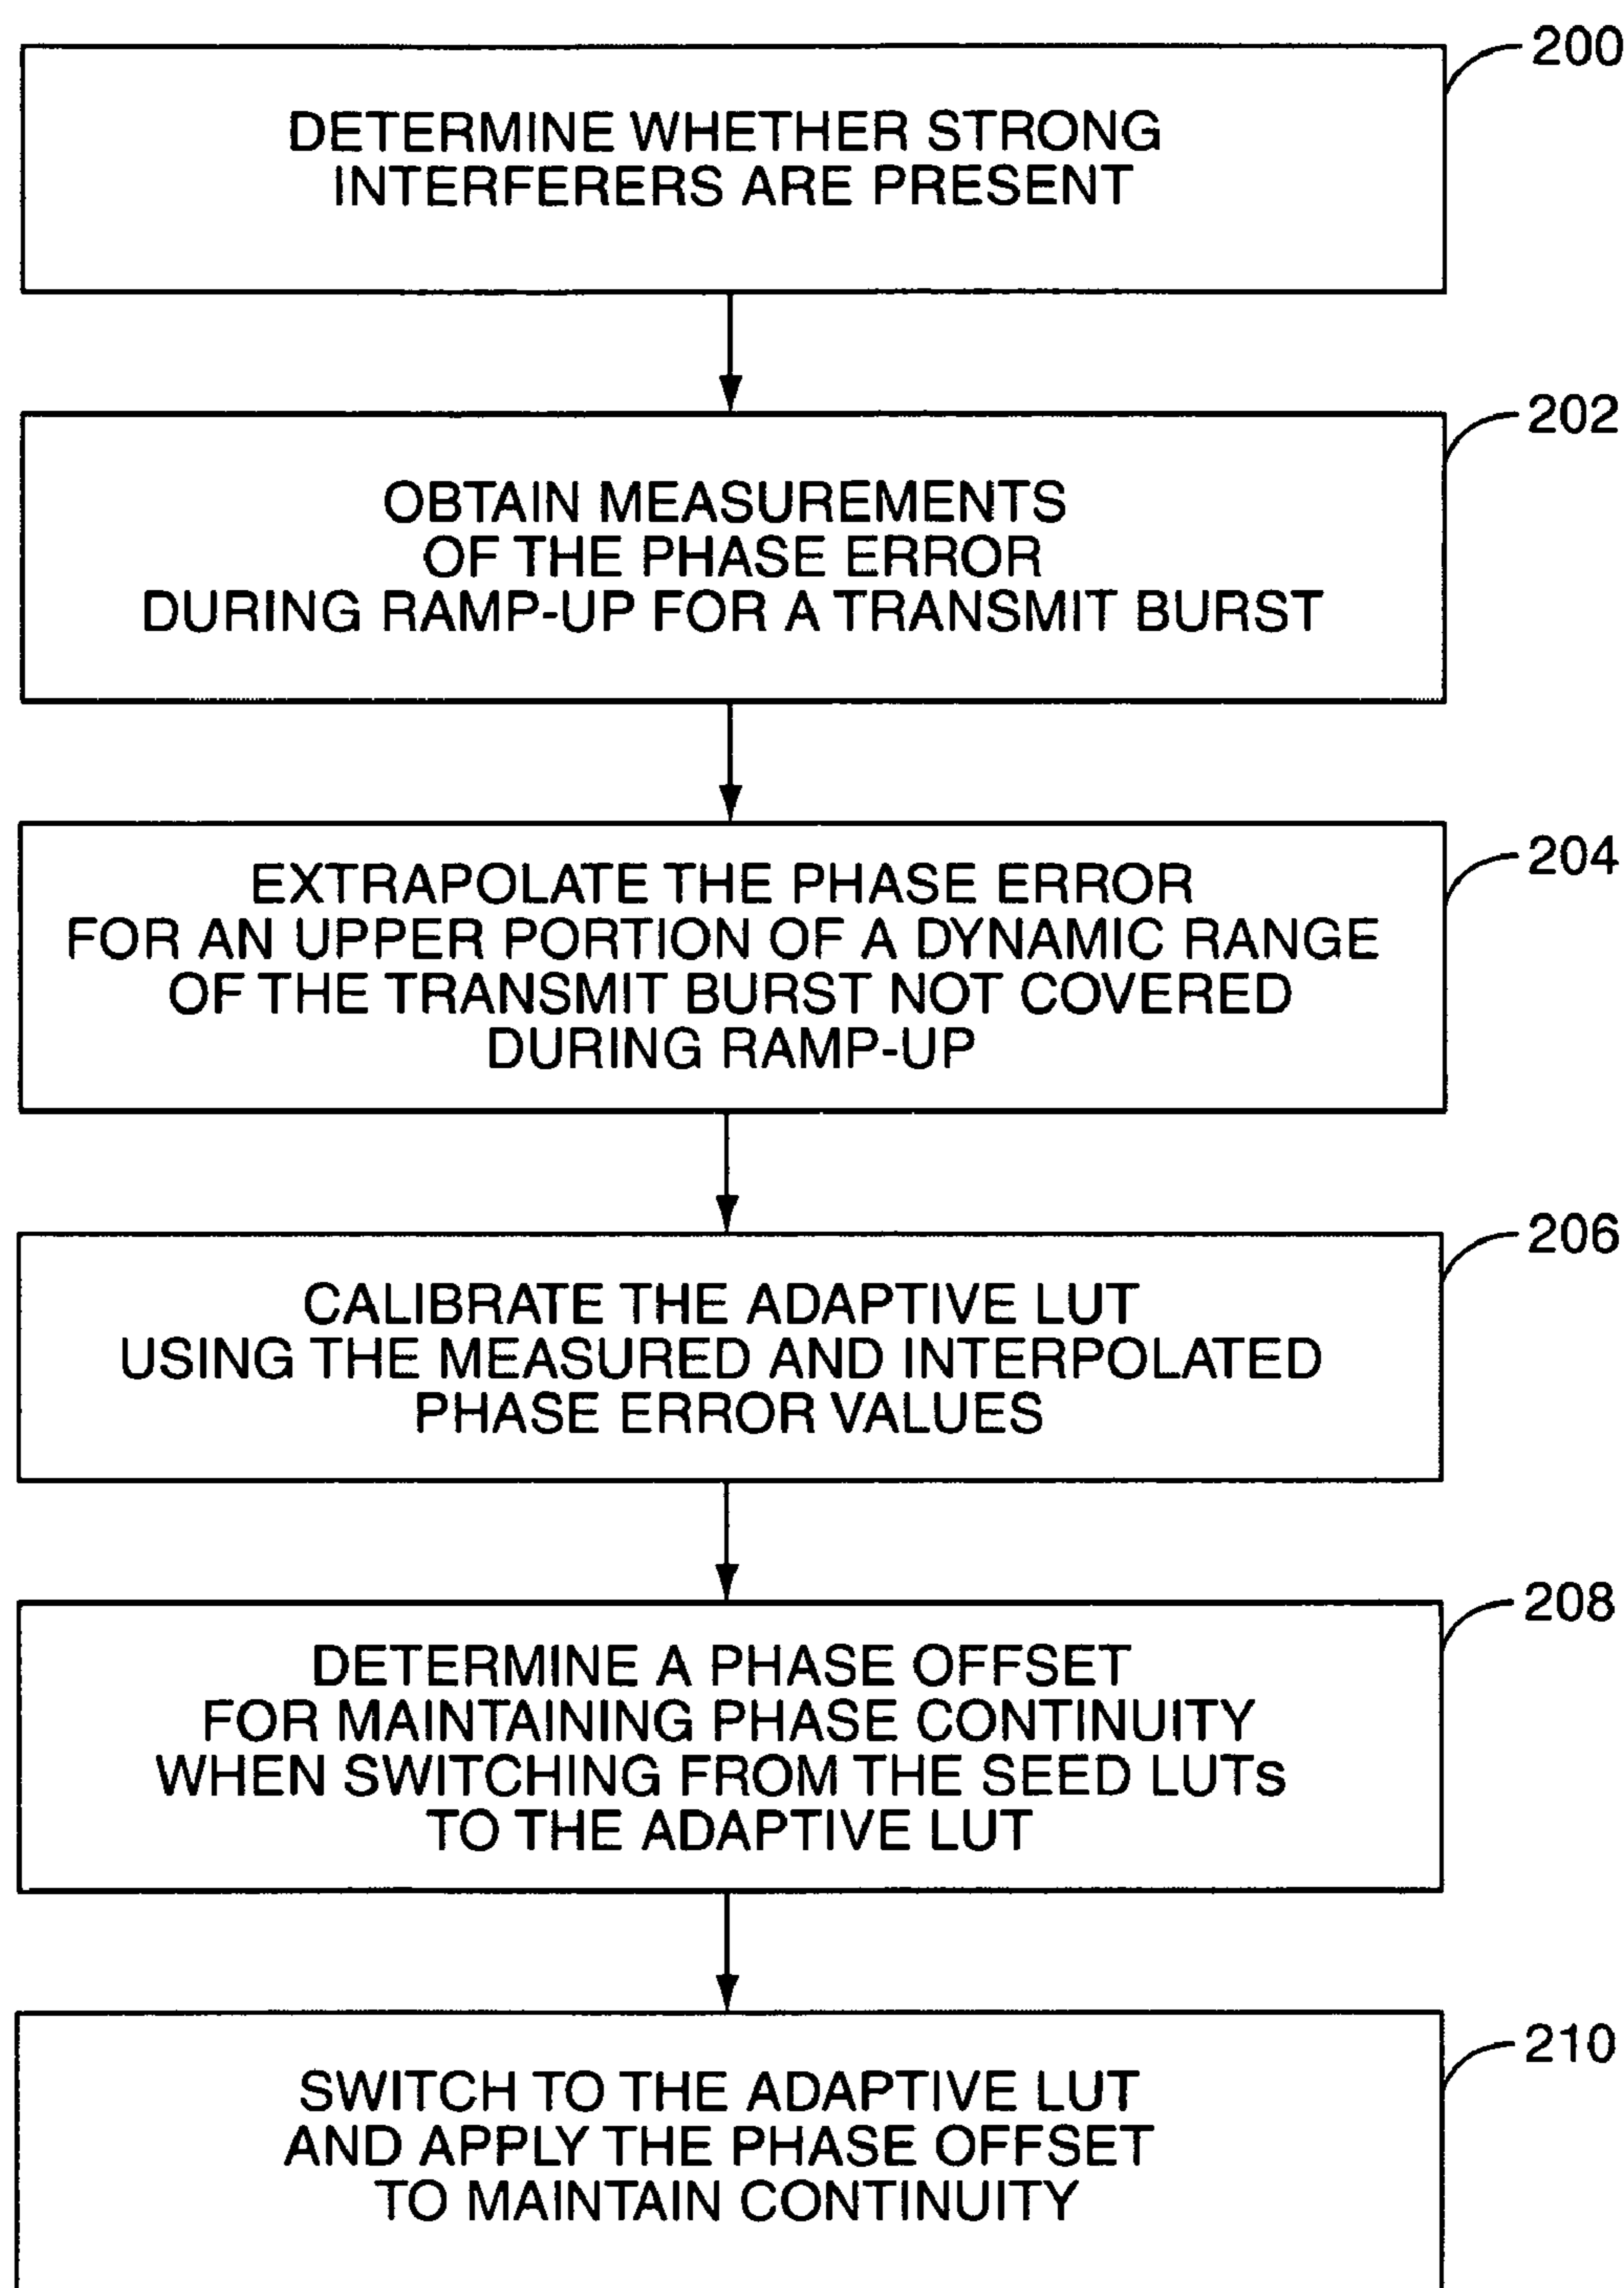 200
DETERMINE WHETHER STRONG
INTERFERERS ARE PRESENT
202
OBTAIN MEASUREMENTS
OF THE PHASE ERROR
DURING RAMP-UP FOR A TRANSMIT BURST
204
EXTRAPOLATE THE PHASE ERROR
FOR AN UPPER PORTION OF A DYNAMIC RANGE
OF THE TRANSMIT BURST NOT COVERED
DURING RAMP-UP
206
CALIBRATE THE ADAPTIVE LUT
USING THE MEASURED AND INTERPOLATED
PHASE ERROR VALUES
208
DETERMINE A PHASE OFFSET
FOR MAINTAINING PHASE CONTINUITY
WHEN SWITCHING FROM THE SEED LUTs
TO THE ADAPTIVE LUT
210
SWITCH TO THE ADAPTIVE LUT
AND APPLY THE PHASE OFFSET
TO MAINTAIN CONTINUITY